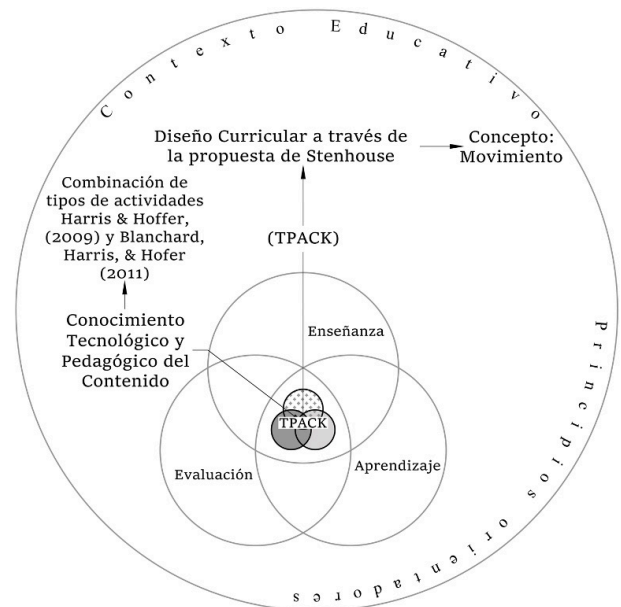 Contexto Educativo
Diseño Curricular a través de
la propuesta de Stenhouse
Concepto:
Movimiento
Combinación de
tipos de actividades
Harris & Hoffer,
(2009) y Blanchard,
Harris, & Hofer
(2011)
(TPACK)
Conocimiento
Tecnológico y
Pedagógico del
Contenido
Enseñanza
TPACK
Evaluación
Aprendizaje
Principios orientadores